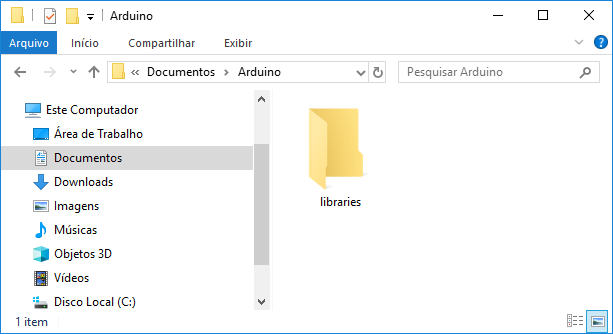 Arduino
Arquivo Início Compartilhar Exibir
« Documentos Arduino Pesquisar Arduino
Este Computador
Área de Trabalho
Documentos
Downloads
Imagens
Músicas
Objetos 3D
Vídeos
Disco Local (C:)
libraries
1 item